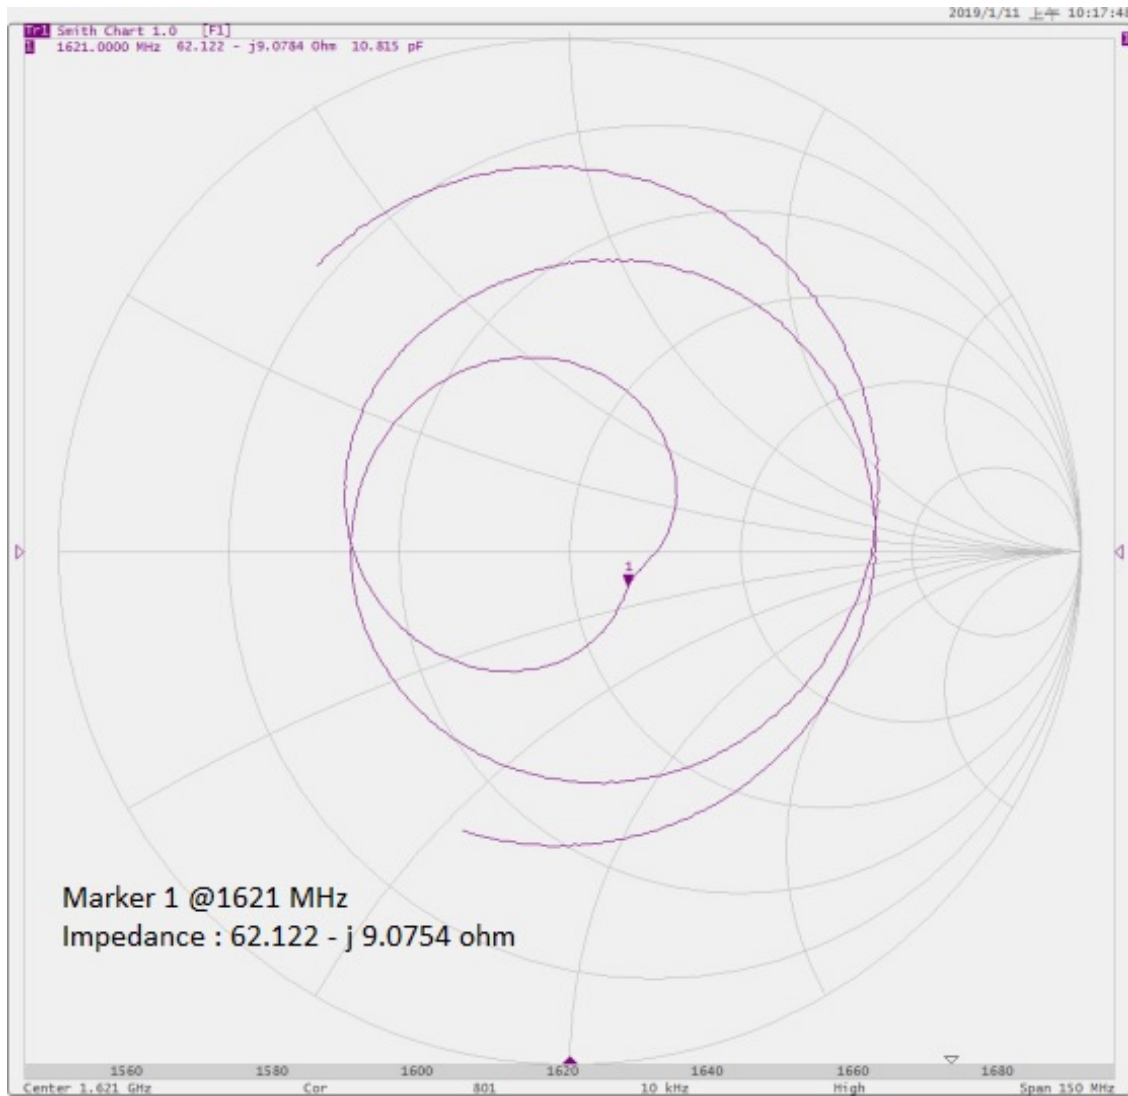 2019/1/11 上午 10:17:48
Tr1 Smith Chart 1.0 [F1]
1 1621.0000 MHz 62.122 - j9.0784 Ohm 10.815 pF
1
1
Marker 1 @1621 MHz
Impedance : 62.122 - j 9.0754 ohm
1560 1580 1600 1620 1640 1660 1680
Center 1.621 GHz Cor 801 10 kHz High Span 150 MHz